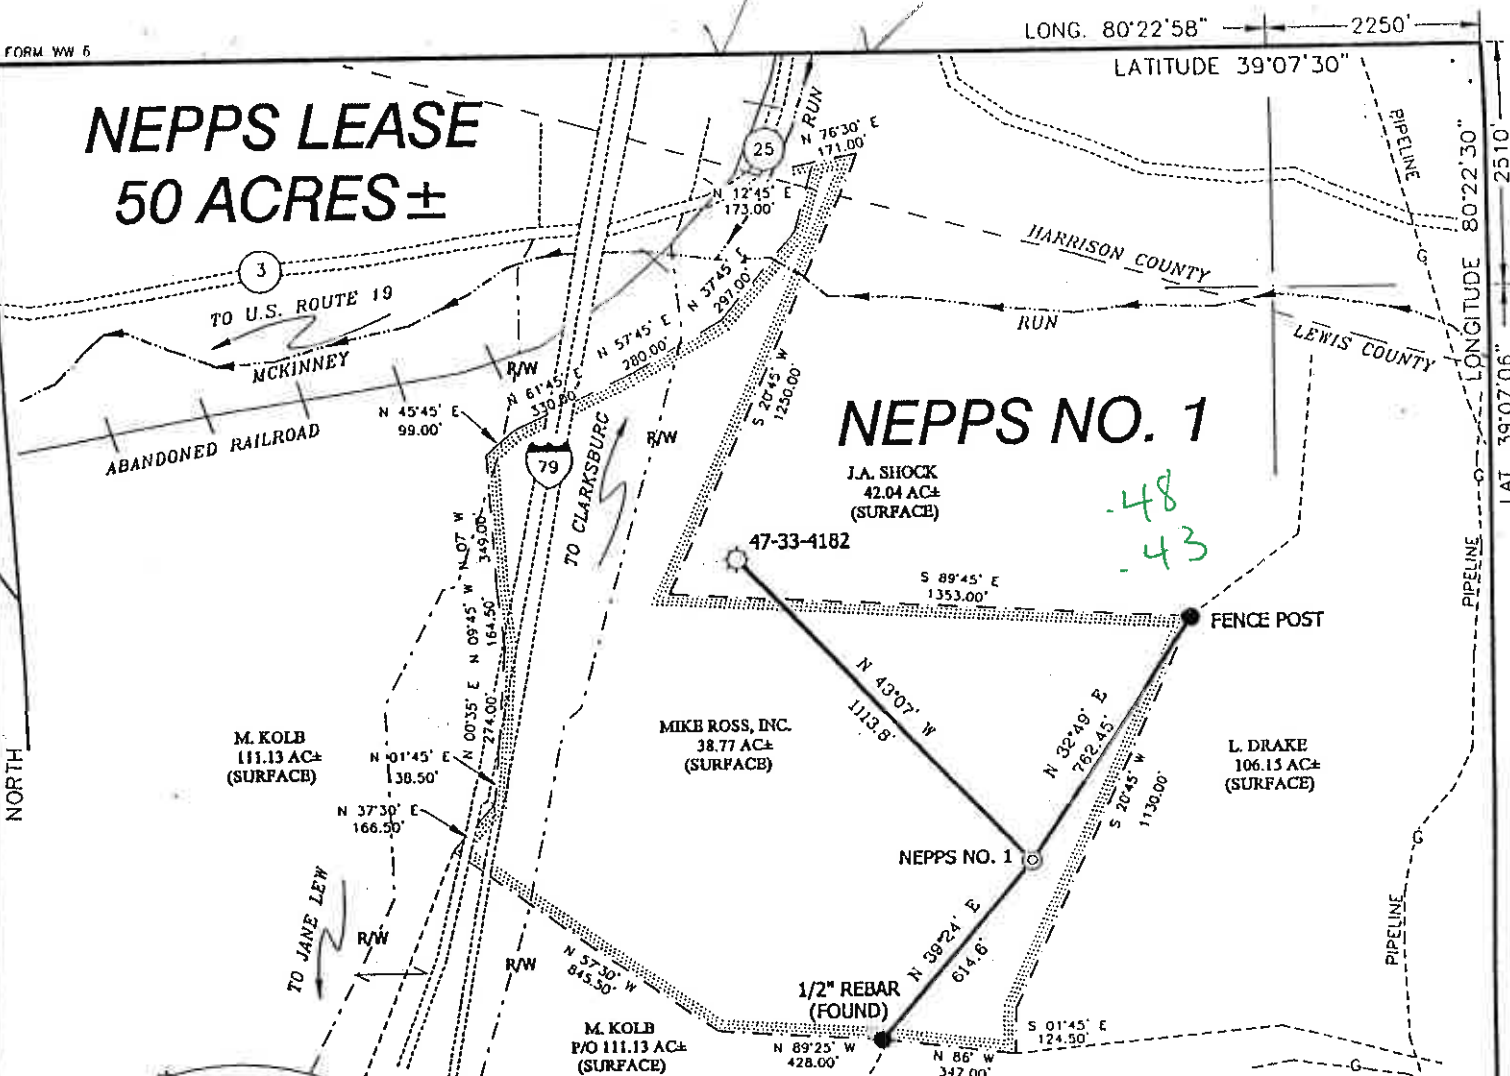 FORM WW 6
LONG. 80°22'58"
2250'
LATITUDE 39°07'30"
NEPPS LEASE
50 ACRES±
25
RUN
N 76°30' E
171.00'
PIPELINE
LONGITUDE 80°22'30"
2510'
N 12°45' E
173.00'
HARRISON COUNTY
G
3
TO U.S. ROUTE 19
N 37°45' E
297.00'
RUN
LEWIS COUNTY
MCKINNEY
N 57°45' E
280.00'
R/W
N 61°45' E
330.00'
S 20°45' W
1250.00'
LAT. 39°07'06"
N 45°45' E
99.00'
ABANDONED RAILROAD
79
TO CLARKSBURG
R/W
NEPPS NO. 1
J.A. SHOCK
42.04 AC±
(SURFACE)
.48
.43
G
N 07° W
349.00'
47-33-4182
S 89°45' E
1353.00'
PIPELINE
FENCE POST
N 09°45' W
164.50'
N 43°07' W
1113.8'
N 00°35' E
274.00'
MIKE ROSS, INC.
38.77 AC±
(SURFACE)
N 32°49' E
762.45'
M. KOLB
111.13 AC±
(SURFACE)
L. DRAKE
106.15 AC±
(SURFACE)
N 01°45' E
138.50'
S 20°45' W
1130.00'
NORTH
N 37°30' E
166.50'
G
NEPPS NO. 1
TO JANE LEW
R/W
R/W
N 57°30' W
845.50'
N 39°24' E
614.6'
PIPELINE
1/2" REBAR
(FOUND)
M. KOLB
P/O 111.13 AC±
(SURFACE)
N 89°25' W
428.00'
N 86° W
347.00'
S 01°45' E
124.50'
G